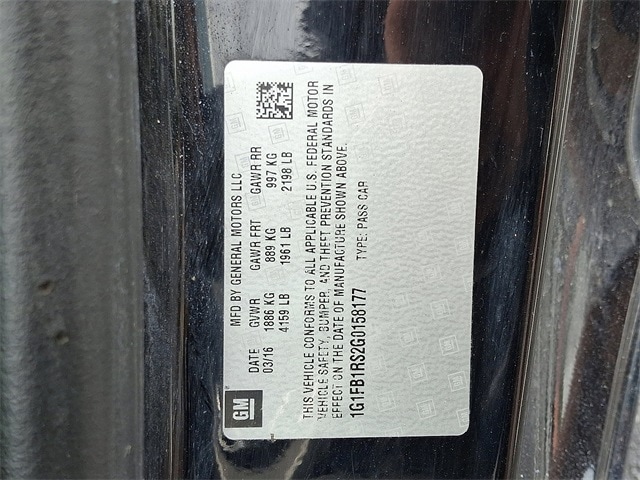 GM
MFD BY GENERAL MOTORS LLC
DATE GVWR GAWR FRT GAWR RR
03/16 1886 KG 889 KG 997 KG
4159 LB 1961 LB 2198 LB
THIS VEHICLE CONFORMS TO ALL APPLICABLE U.S. FEDERAL MOTOR
VEHICLE SAFETY, BUMPER, AND THEFT PREVENTION STANDARDS IN
EFFECT ON THE DATE OF MANUFACTURE SHOWN ABOVE.
1G1FB1RS2G0158177 TYPE: PASS CAR